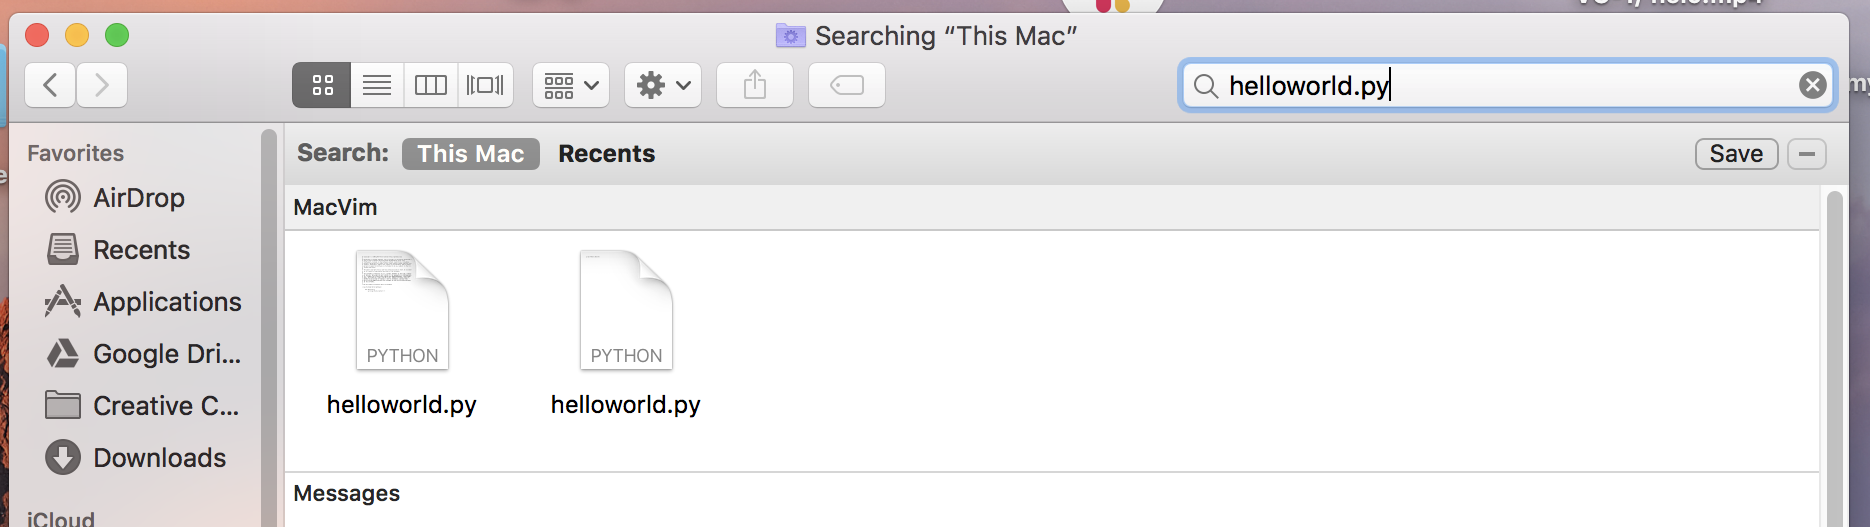 Searching “This Mac”
helloworld.py
Favorites
AirDrop
Recents
Applications
Google Dri...
Creative C...
Downloads
iCloud
Search: This Mac Recents Save
MacVim
PYTHON PYTHON
helloworld.py helloworld.py
Messages